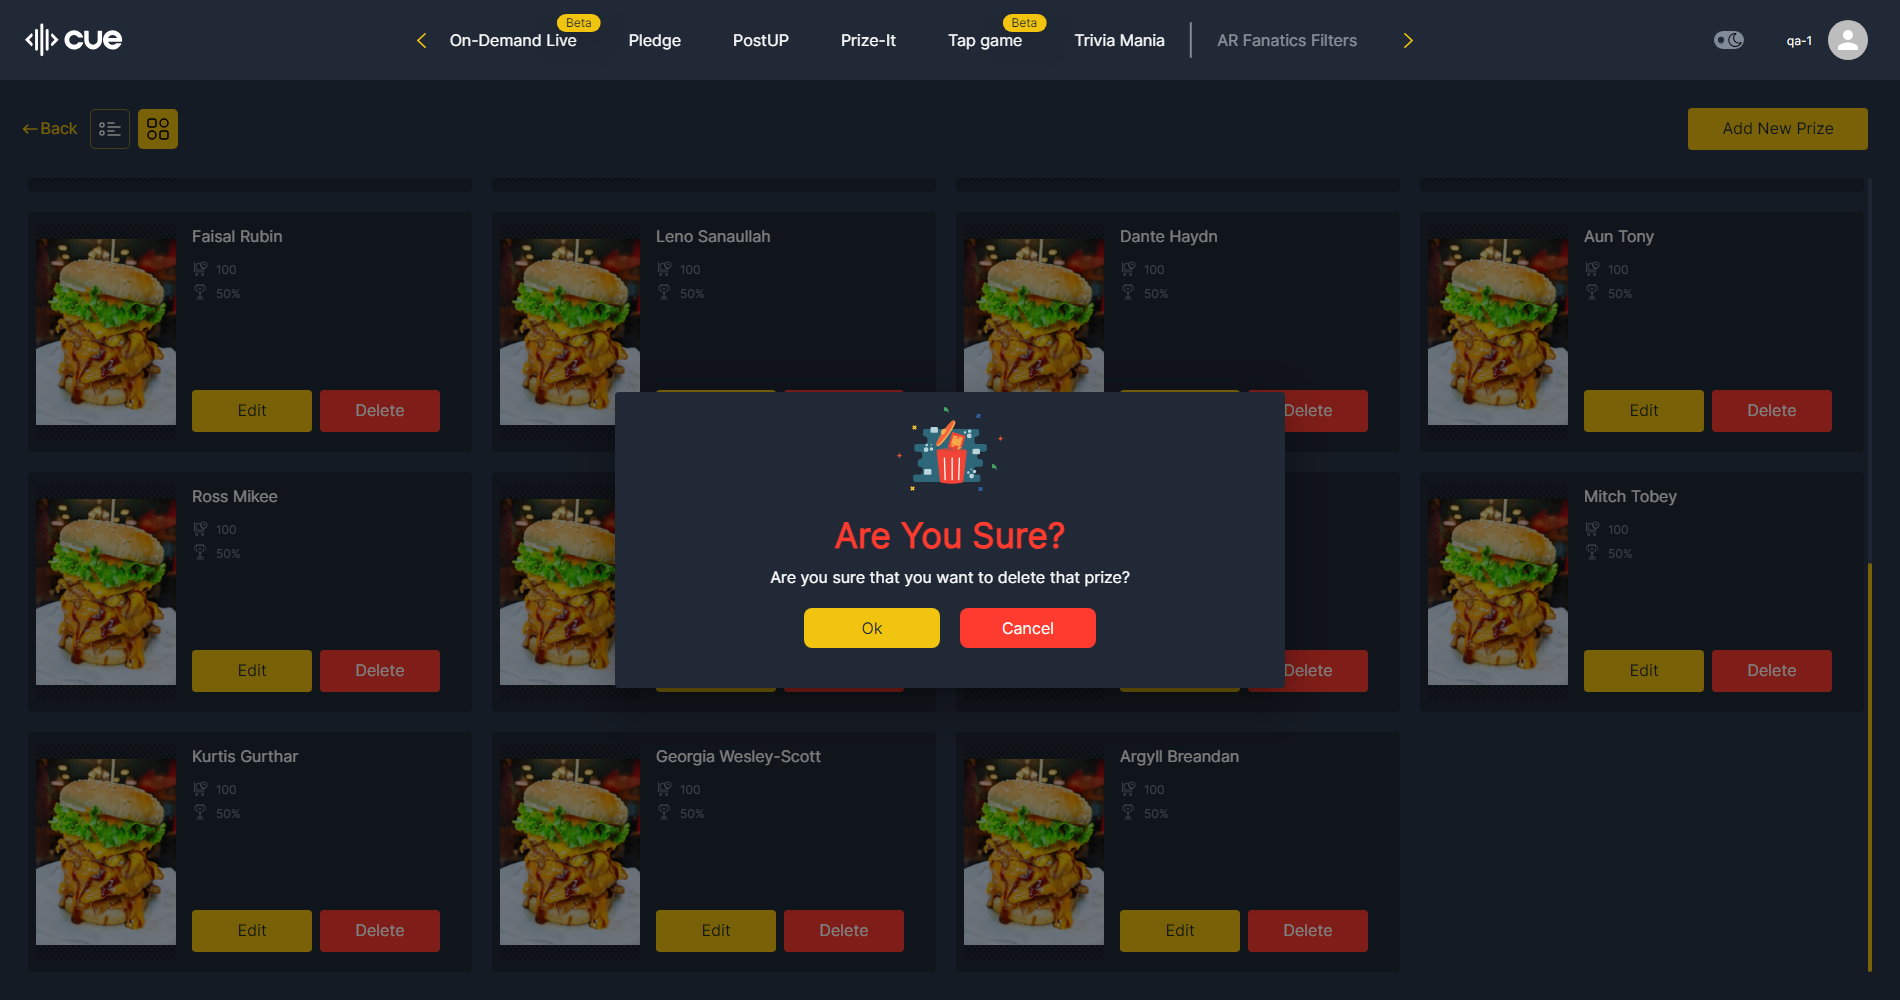 cue
On-Demand Live
Beta
Pledge
PostUP
Prize-It
Tap game
Beta
Trivia Mania
AR Fanatics Filters
qa-1
Back
Add New Prize
Faisal Rubin
100
50%
Edit
Delete
Leno Sanaullah
100
50%
Dante Haydn
100
50%
Delete
Aun Tony
100
50%
Edit
Delete
Ross Mikee
100
50%
Edit
Delete
Are You Sure?
Are you sure that you want to delete that prize?
Ok
Cancel
Delete
Mitch Tobey
100
50%
Edit
Delete
Kurtis Gurthar
100
50%
Edit
Delete
Georgia Wesley-Scott
100
50%
Edit
Delete
Argyll Breandan
100
50%
Edit
Delete